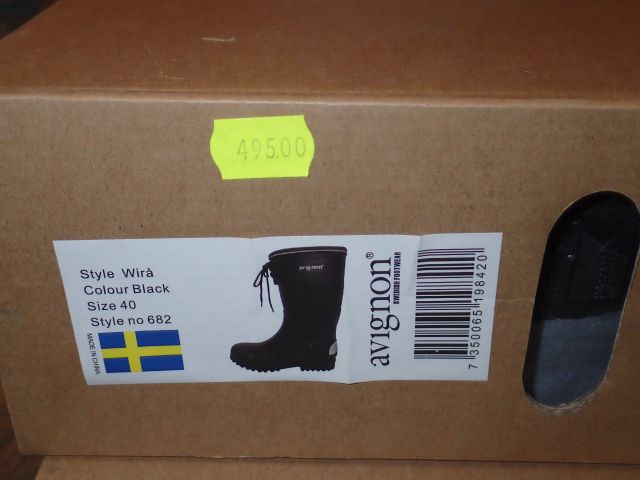 495.00
Style Wirà
Colour Black
Size 40
Style no 682
MADE IN CHINA
avignon
avignon®
SWEDISH FOOTWEAR
7 350065 198420